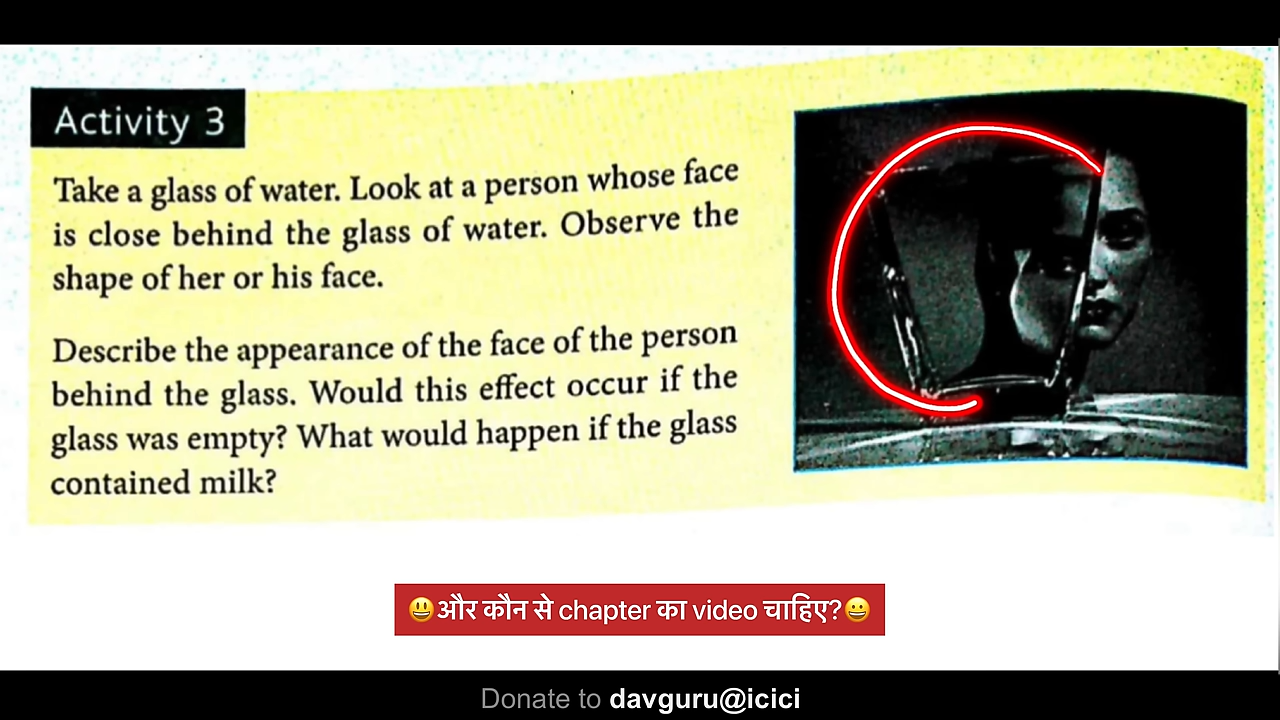 Activity 3
Take a glass of water. Look at a person whose face
is close behind the glass of water. Observe the
shape of her or his face.
Describe the appearance of the face of the person
behind the glass. Would this effect occur if the
glass was empty? What would happen if the glass
contained milk?
😃और कौन से chapter का video चाहिए?😀
Donate to davguru@icici